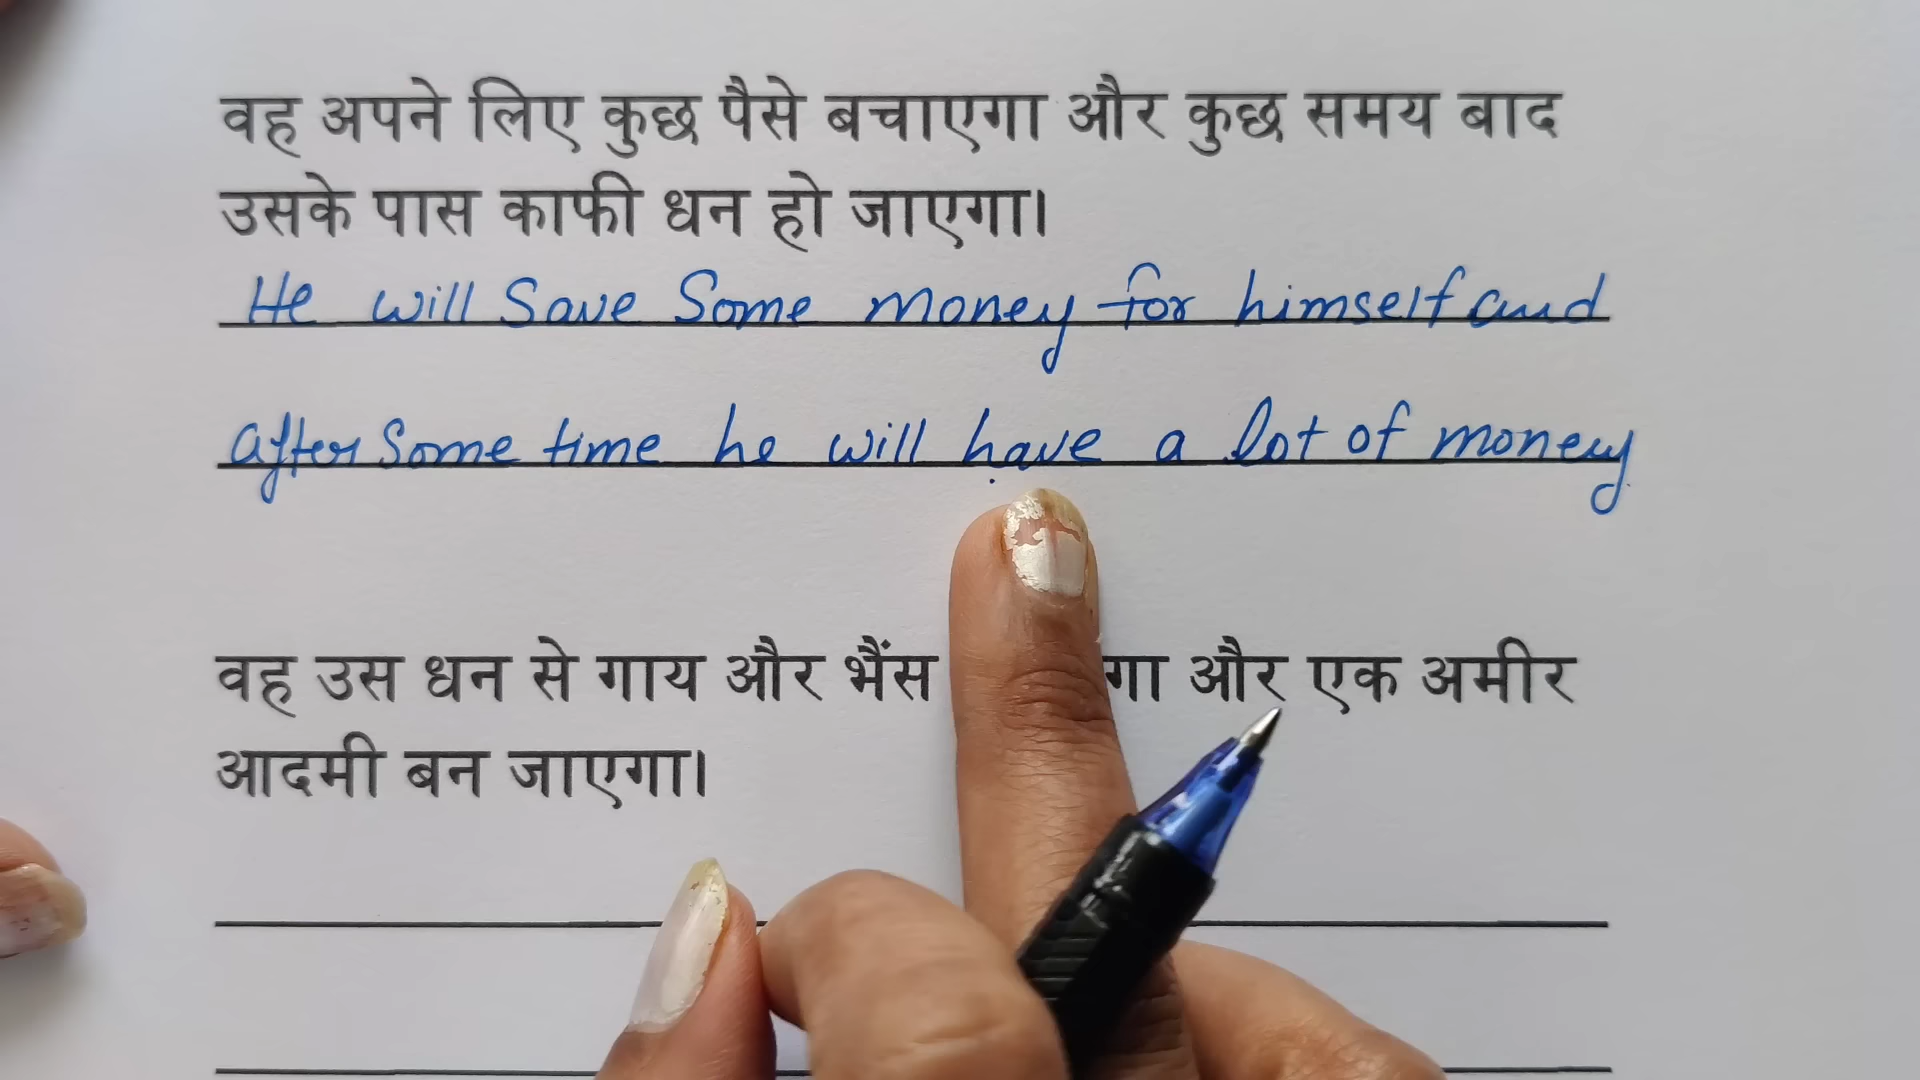 वह अपने लिए कुछ पैसे बचाएगा और कुछ समय बाद
उसके पास काफी धन हो जाएगा।
He will Save Some money for himself and
after Some time he will have a lot of money
वह उस धन से गाय और भैंस गा और एक अमीर
आदमी बन जाएगा।